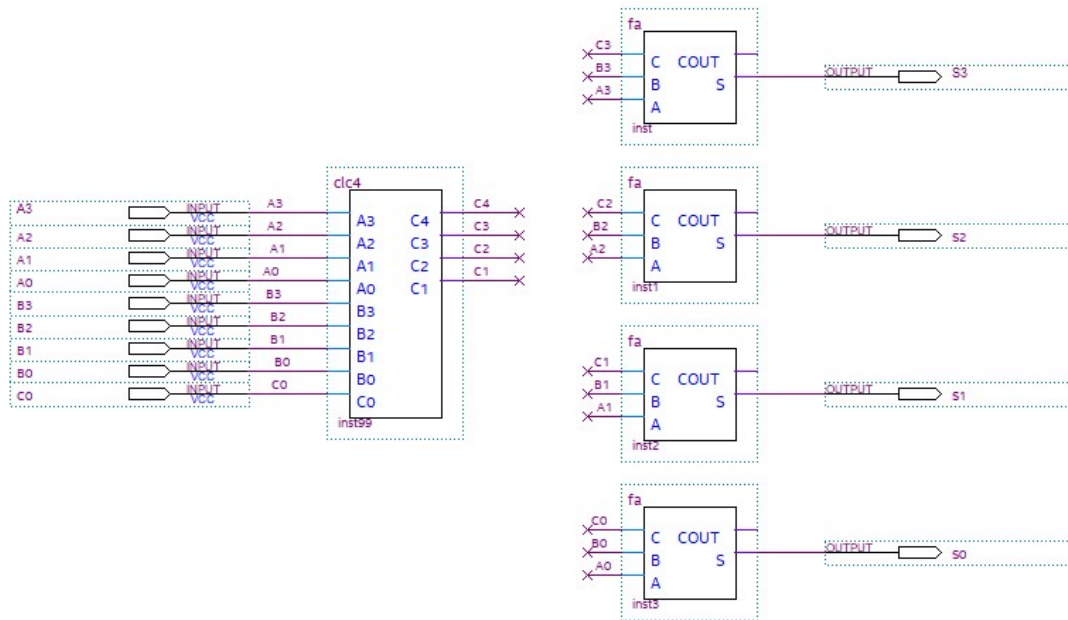 fa
C3
B3
A3
C COUT
B S
A
inst
OUTPUT S3
clc4
A3 INPUT VCC A3 A3 C4 C4
A2 INPUT VCC A2 A2 C3 C3
A1 INPUT VCC A1 A1 C2 C2
A0 INPUT VCC A0 A0 C1 C1
B3 INPUT VCC B3 B3
B2 INPUT VCC B2 B2
B1 INPUT VCC B1 B1
B0 INPUT VCC B0 B0
C0 INPUT VCC C0 C0
inst99
fa
C2
B2
A2
C COUT
B S
A
inst1
OUTPUT S2
fa
C1
B1
A1
C COUT
B S
A
inst2
OUTPUT S1
fa
C0
B0
A0
C COUT
B S
A
inst3
OUTPUT S0